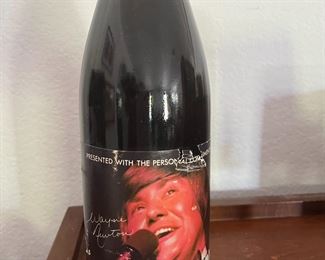 PRESENTED WITH THE PERSONAL
Wayne
Newton